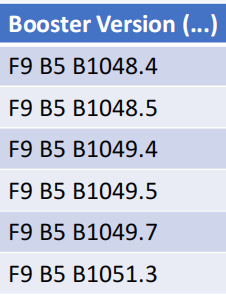 Booster Version (...)
F9 B5 B1048.4
F9 B5 B1048.5
F9 B5 B1049.4
F9 B5 B1049.5
F9 B5 B1049.7
F9 B5 B1051.3